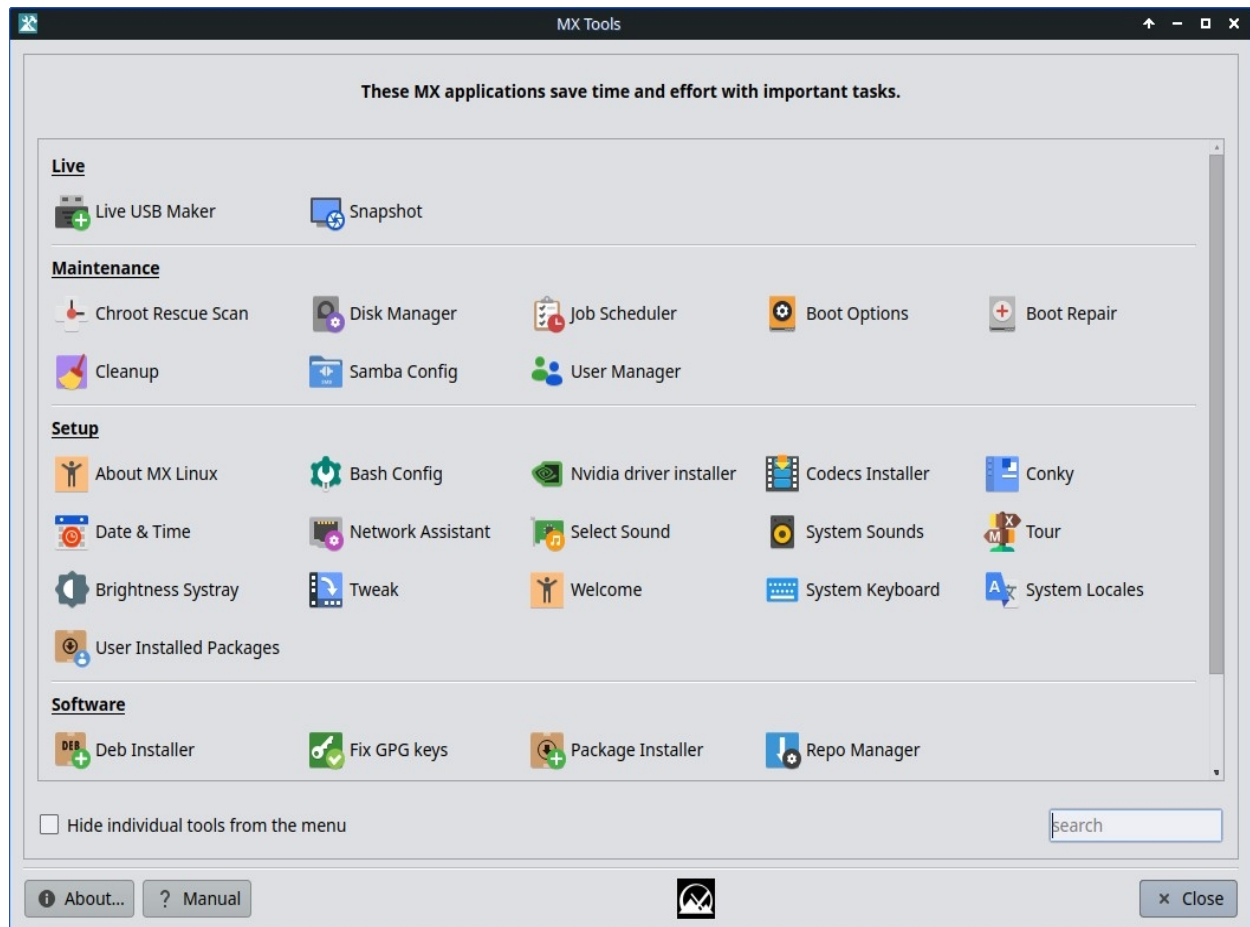 MX Tools
These MX applications save time and effort with important tasks.
Live
Live USB Maker Snapshot
Maintenance
Chroot Rescue Scan Disk Manager Job Scheduler Boot Options Boot Repair
Cleanup Samba Config User Manager
Setup
About MX Linux Bash Config Nvidia driver installer Codecs Installer Conky
Date & Time Network Assistant Select Sound System Sounds Tour
Brightness Systray Tweak Welcome System Keyboard System Locales
User Installed Packages
Software
DEB Deb Installer Fix GPG keys Package Installer Repo Manager
Hide individual tools from the menu search
About... ? Manual Close